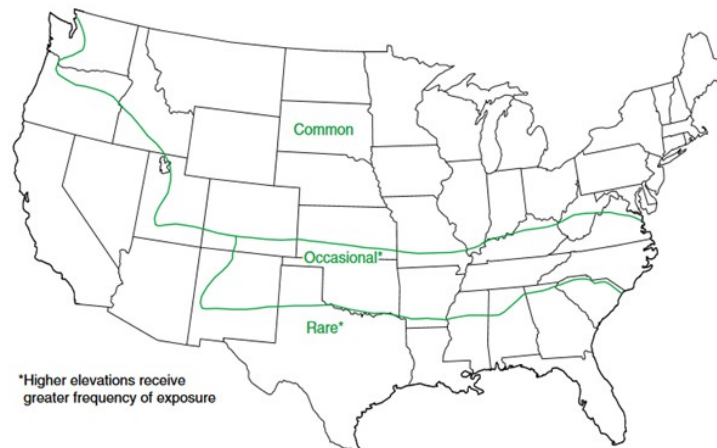 Common
Occasional*
Rare*
*Higher elevations receive
greater frequency of exposure